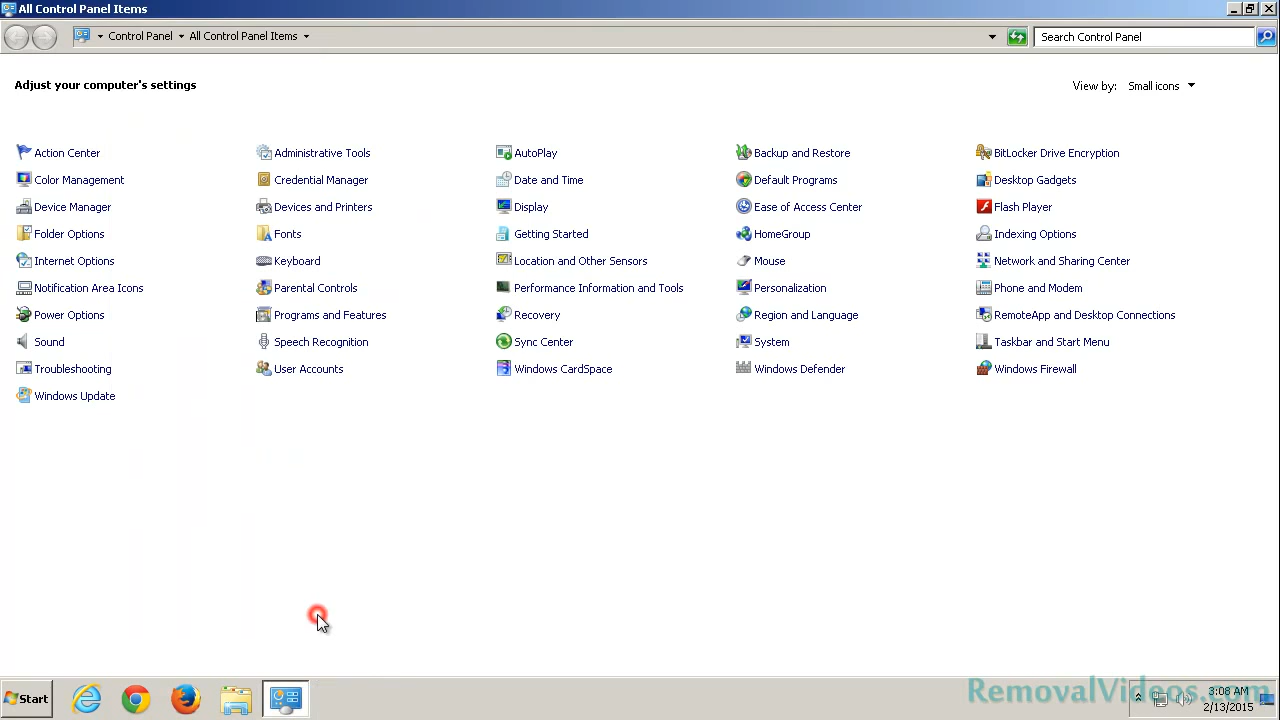 All Control Panel Items
Control Panel All Control Panel Items
Search Control Panel
Adjust your computer's settings
View by: Small icons
Action Center Administrative Tools AutoPlay Backup and Restore BitLocker Drive Encryption
Color Management Credential Manager Date and Time Default Programs Desktop Gadgets
Device Manager Devices and Printers Display Ease of Access Center Flash Player
Folder Options Fonts Getting Started HomeGroup Indexing Options
Internet Options Keyboard Location and Other Sensors Mouse Network and Sharing Center
Notification Area Icons Parental Controls Performance Information and Tools Personalization Phone and Modem
Power Options Programs and Features Recovery Region and Language RemoteApp and Desktop Connections
Sound Speech Recognition Sync Center System Taskbar and Start Menu
Troubleshooting User Accounts Windows CardSpace Windows Defender Windows Firewall
Windows Update
Start
RemovalVideos.com
3:08 AM
2/13/2015